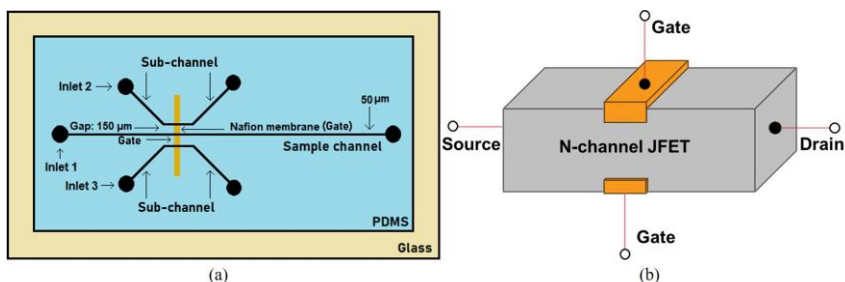 Sub-channel
Inlet 2
50 μm
Gap: 150 μm
Nafion membrane (Gate)
Gate
Sample channel
Inlet 1
Inlet 3
Sub-channel
PDMS
Glass
(a)
Gate
Source
N-channel JFET
Drain
Gate
(b)